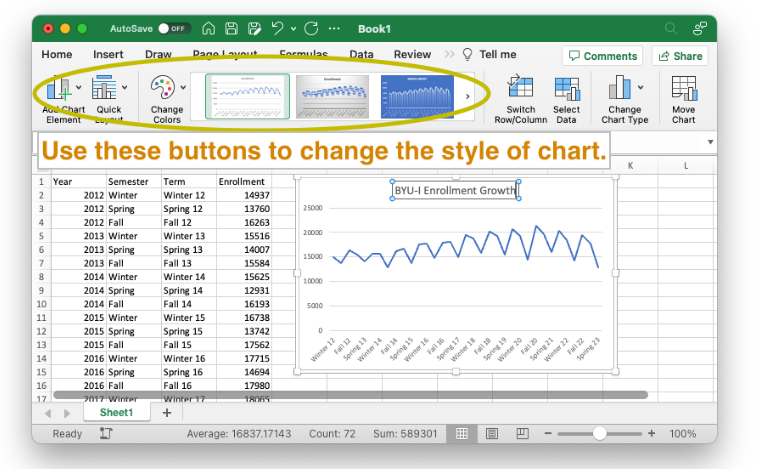 AutoSave OFF Book1
Home Insert Draw Page Layout Formulas Data Review Tell me Comments Share
Add Chart Element Quick Layout Change Colors Switch Row/Column Select Data Change Chart Type Move Chart
Use these buttons to change the style of chart.
K L
1 Year Semester Term Enrollment
2 2012 Winter Winter 12 14937
3 2012 Spring Spring 12 13760
4 2012 Fall Fall 12 16263
5 2013 Winter Winter 13 15516
6 2013 Spring Spring 13 14007
7 2013 Fall Fall 13 15584
8 2014 Winter Winter 14 15625
9 2014 Spring Spring 14 12931
10 2014 Fall Fall 14 16193
11 2015 Winter Winter 15 16738
12 2015 Spring Spring 15 13742
13 2015 Fall Fall 15 17562
14 2016 Winter Winter 16 17715
15 2016 Spring Spring 16 14694
16 2016 Fall Fall 16 17980
17 2017 Winter Winter 17 18065
BYU-I Enrollment Growth
25000
20000
15000
10000
5000
0
Winter 12 Fall 12 Spring 13 Winter 14 Fall 14 Spring 15 Winter 16 Fall 16 Spring 17 Winter 18 Fall 18 Spring 19 Winter 20 Fall 20 Spring 21 Winter 22 Fall 22 Spring 23
Sheet1 +
Ready Average: 16837.17143 Count: 72 Sum: 589301 − + 100%